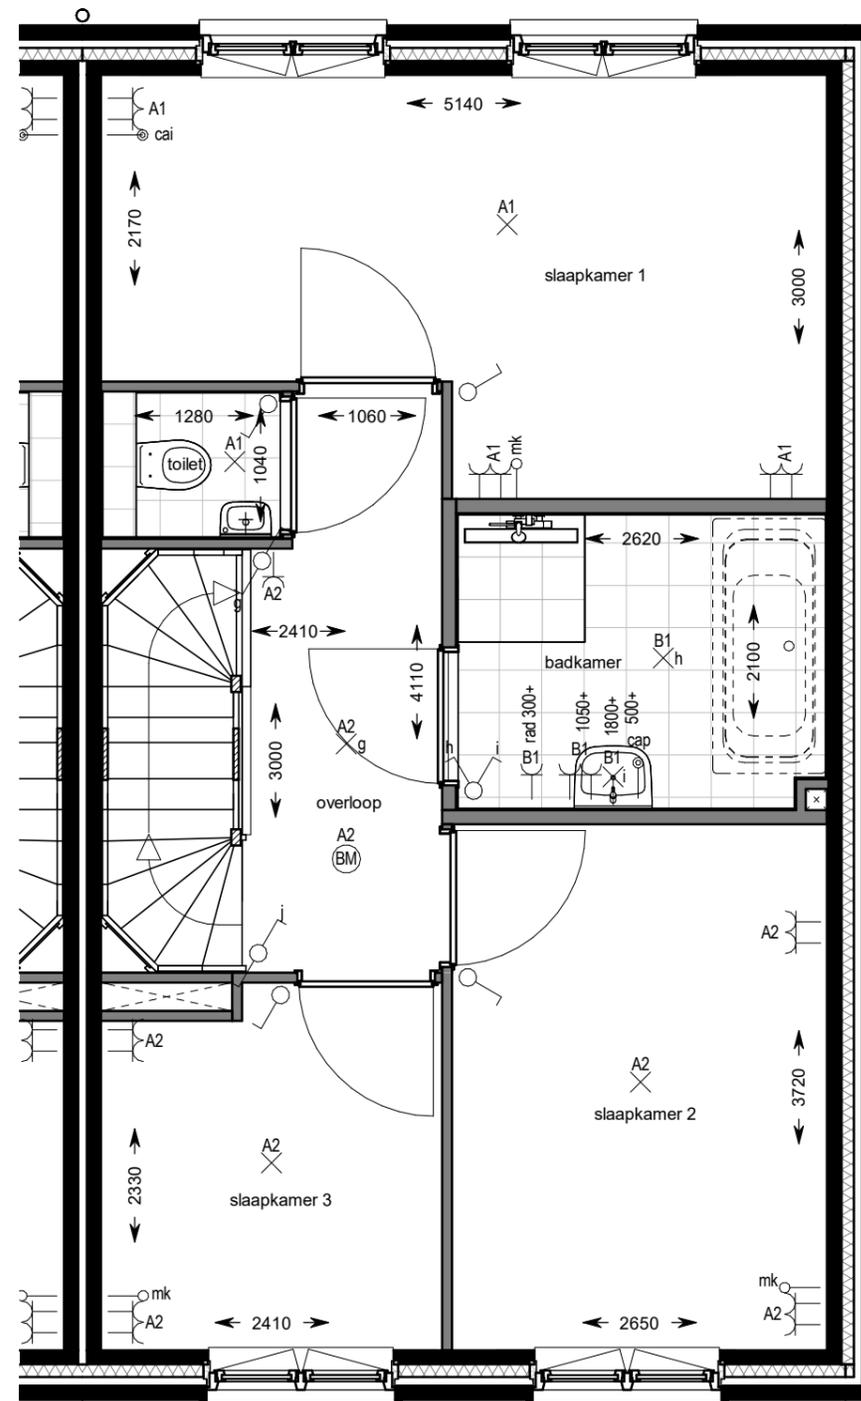 5140
A1
cai
2170
A1
slaapkamer 1
3000
1280
A1
toilet
1040
1060
A1
mk
A1
A2
g
2410
2620
badkamer
B1
h
2100
4110
A2
g
3000
h
i
rad 300+
1050+
1800+
500+
cap
B1
B1
B1
i
overloop
A2
BM
j
A2
A2
A2
slaapkamer 2
3720
A2
slaapkamer 3
2330
mk
A2
2410
2650
mk
A2